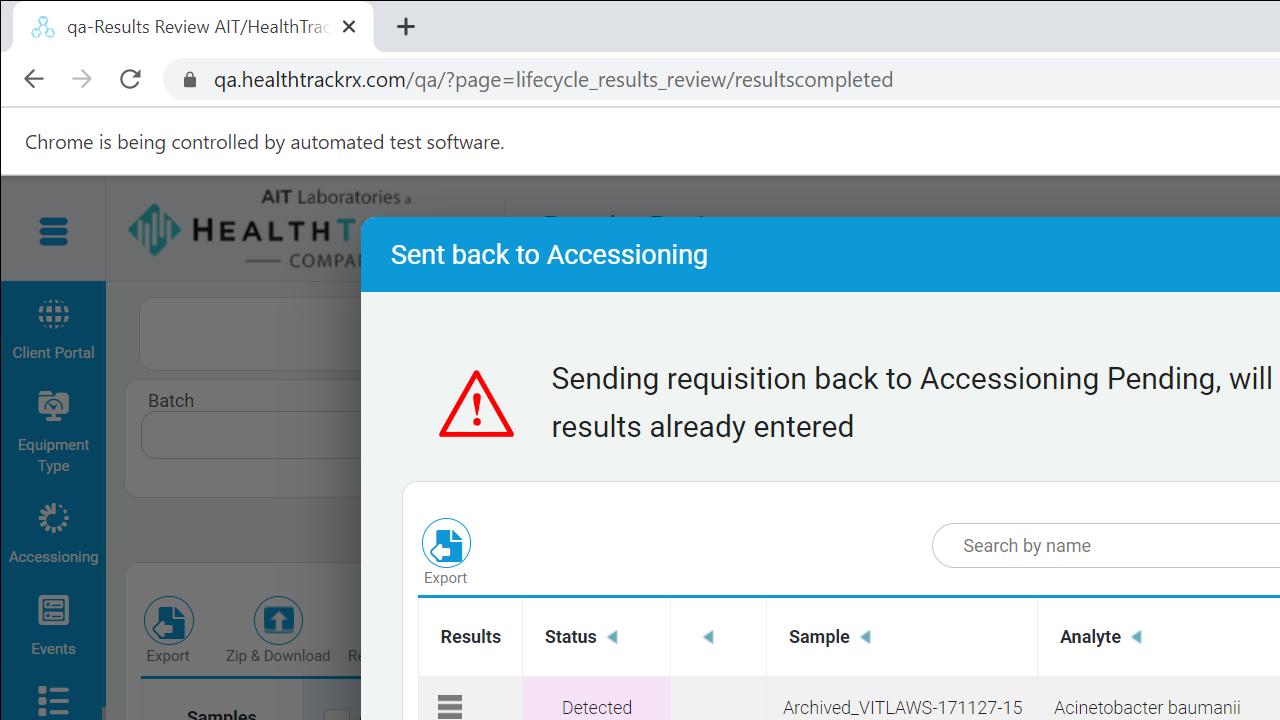 qa-Results Review AIT/HealthTrac
qa.healthtrackrx.com/qa/?page=lifecycle_results_review/resultscompleted
Chrome is being controlled by automated test software.
AIT Laboratories a
HEALTHT
COMPA
Sent back to Accessioning
Client Portal
Sending requisition back to Accessioning Pending, will
results already entered
Batch
Equipment
Type
Accessioning
Search by name
Export
Events
Export
Zip & Download
Re
Results
Status
Sample
Analyte
Samples
Detected
Archived_VITLAWS-171127-15
Acinetobacter baumanii